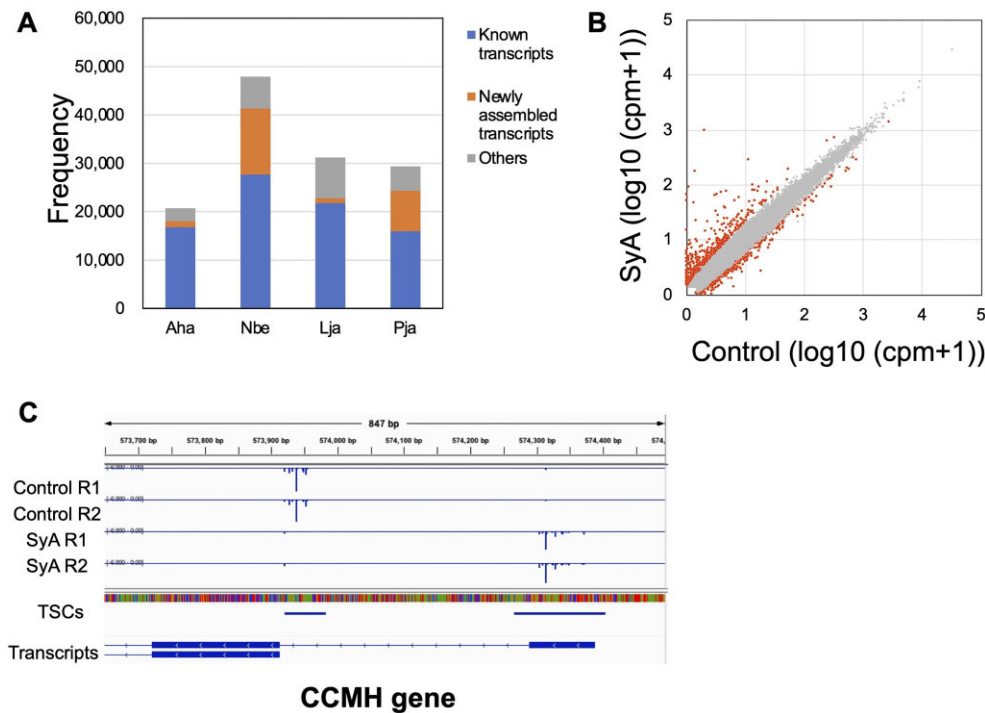 A
60,000
50,000
40,000
30,000
20,000
10,000
0
Frequency
Aha
Nbe
Lja
Pja
Known
transcripts
Newly
assembled
transcripts
Others
B
5
4
3
2
1
0
SyA (log10 (cpm+1))
0
1
2
3
4
5
Control (log10 (cpm+1))
C
847 bp
573,700 bp
573,800 bp
573,900 bp
574,000 bp
574,100 bp
574,200 bp
574,300 bp
574,400 bp
574,
Control R1
Control R2
SyA R1
SyA R2
TSCs
Transcripts
CCMH gene